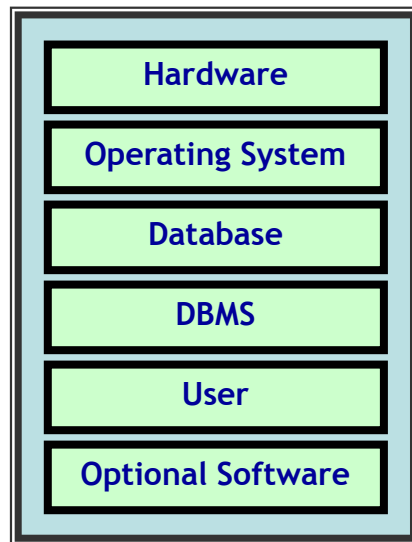 Hardware
Operating System
Database
DBMS
User
Optional Software